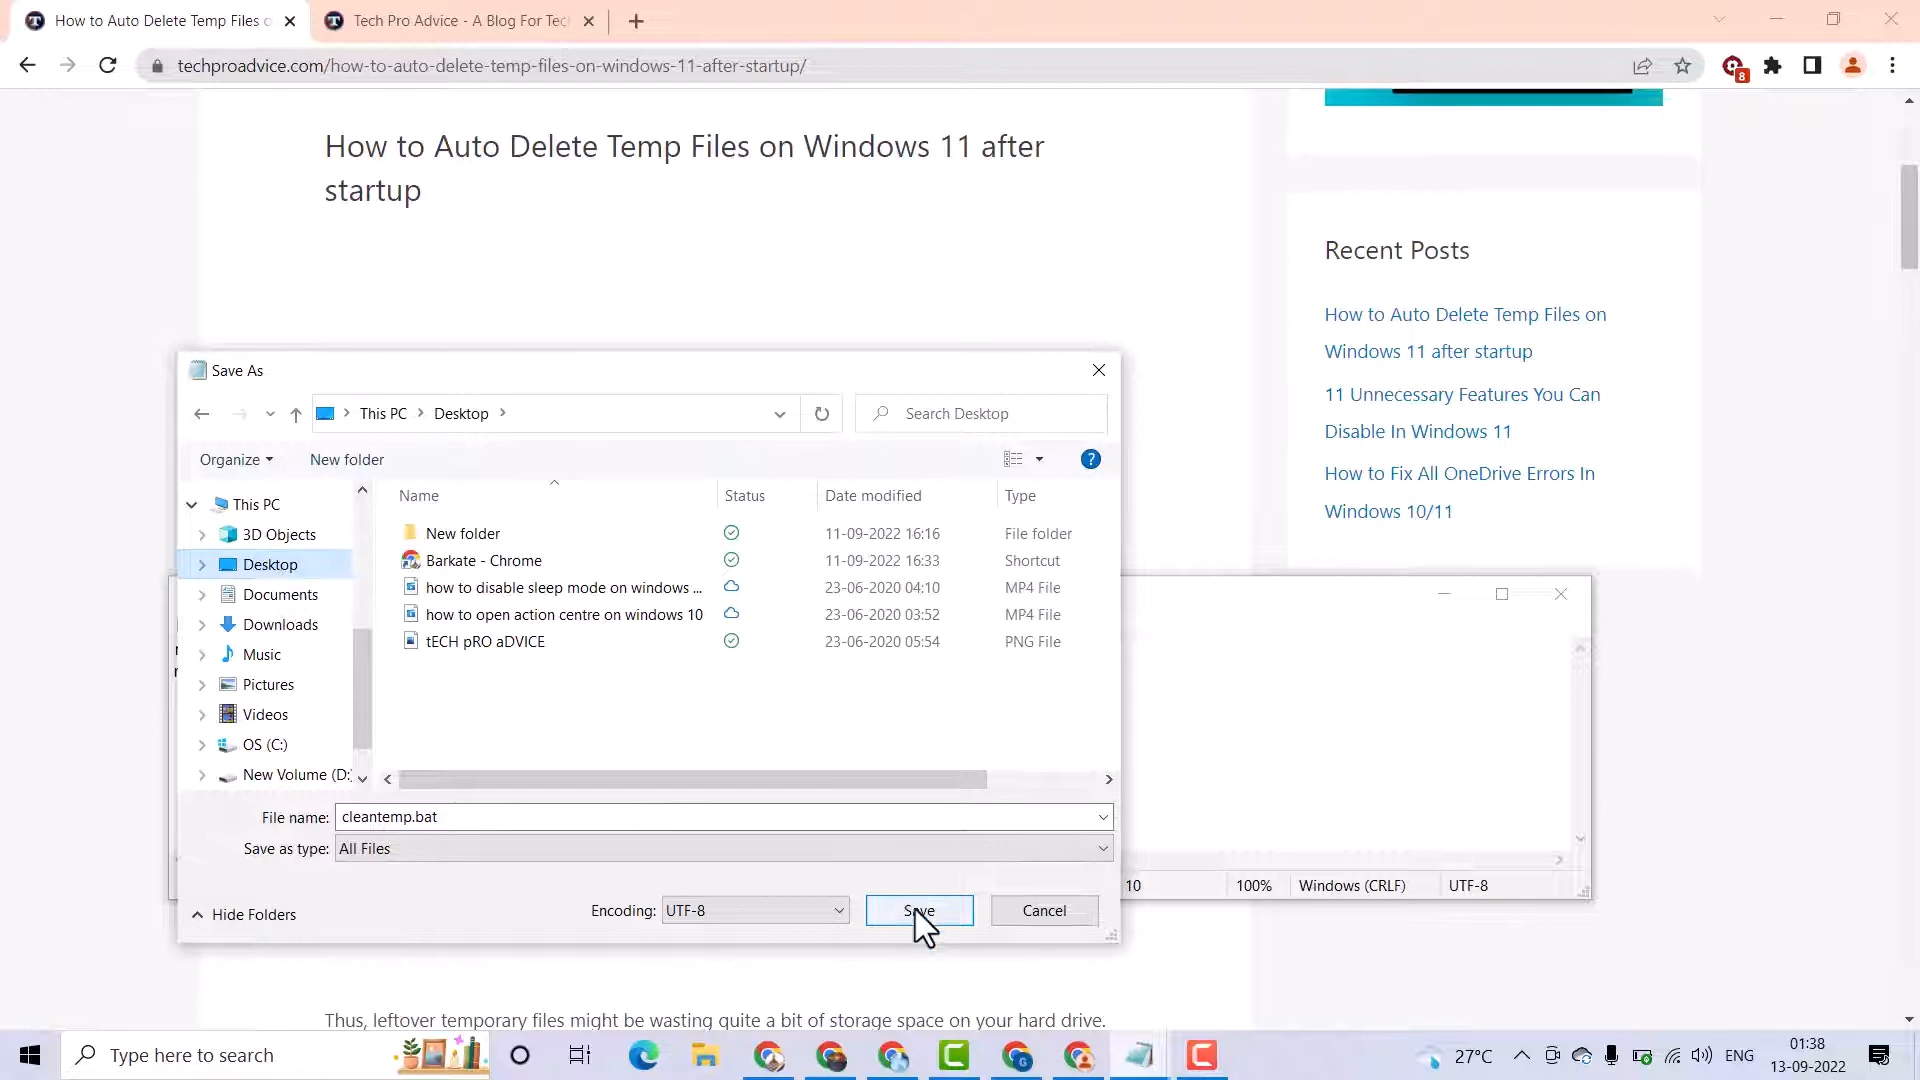 How to Auto Delete Temp Files o
Tech Pro Advice - A Blog For Tec
techproadvice.com/how-to-auto-delete-temp-files-on-windows-11-after-startup/
8
How to Auto Delete Temp Files on Windows 11 after
startup
Recent Posts
How to Auto Delete Temp Files on
Windows 11 after startup
11 Unnecessary Features You Can
Disable In Windows 11
How to Fix All OneDrive Errors In
Windows 10/11
Save As
This PC
Desktop
Search Desktop
Organize
New folder
Name
Status
Date modified
Type
This PC
3D Objects
Desktop
Documents
Downloads
Music
Pictures
Videos
OS (C:)
New Volume (D:)
New folder
11-09-2022 16:16
File folder
Barkate - Chrome
11-09-2022 16:33
Shortcut
how to disable sleep mode on windows ...
23-06-2020 04:10
MP4 File
how to open action centre on windows 10
23-06-2020 03:52
MP4 File
tECH pRO aDVICE
23-06-2020 05:54
PNG File
File name:
cleantemp.bat
Save as type:
All Files
Hide Folders
Encoding:
UTF-8
Save
Cancel
10
100%
Windows (CRLF)
UTF-8
Thus, leftover temporary files might be wasting quite a bit of storage space on your hard drive.
Type here to search
27°C
ENG
01:38
13-09-2022